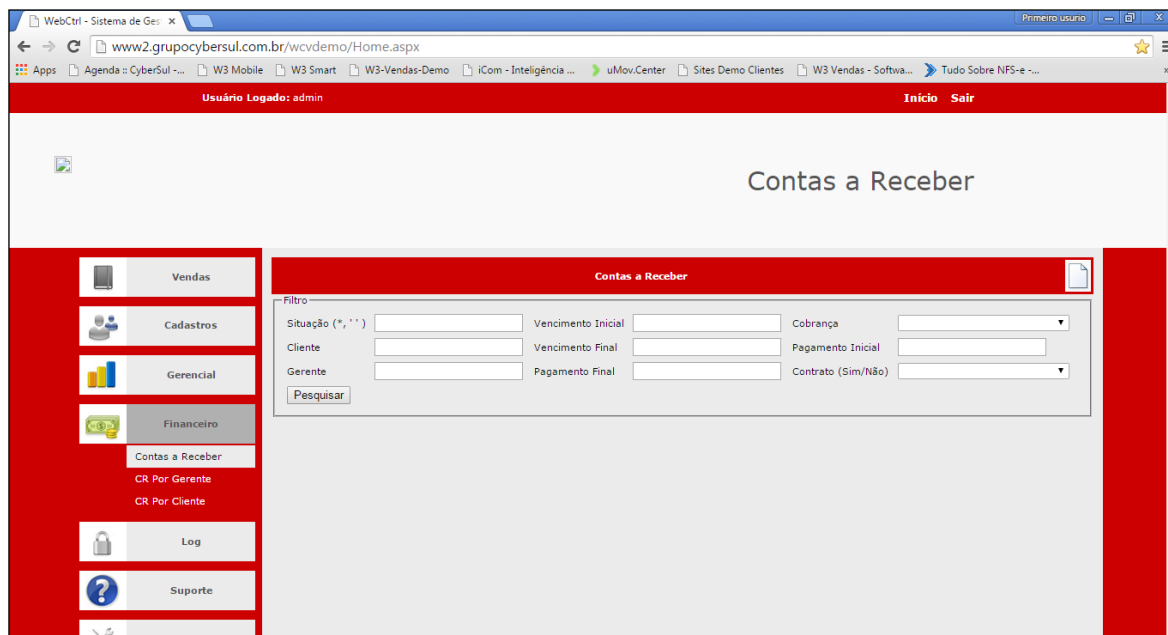 WebCtrl - Sistema de Ges
Primeiro usurio
www2.grupocybersul.com.br/wcvdemo/Home.aspx
Apps Agenda :: CyberSul -... W3 Mobile W3 Smart W3-Vendas-Demo iCom - Inteligência ... uMov.Center Sites Demo Clientes W3 Vendas - Softwa... Tudo Sobre NFS-e -...
Usuário Logado: admin Início Sair
Contas a Receber
Vendas
Cadastros
Gerencial
Financeiro
Contas a Receber
CR Por Gerente
CR Por Cliente
Log
Suporte
Contas a Receber
Filtro
Situação (*, ' ') Vencimento Inicial Cobrança
Cliente Vencimento Final Pagamento Inicial
Gerente Pagamento Final Contrato (Sim/Não)
Pesquisar